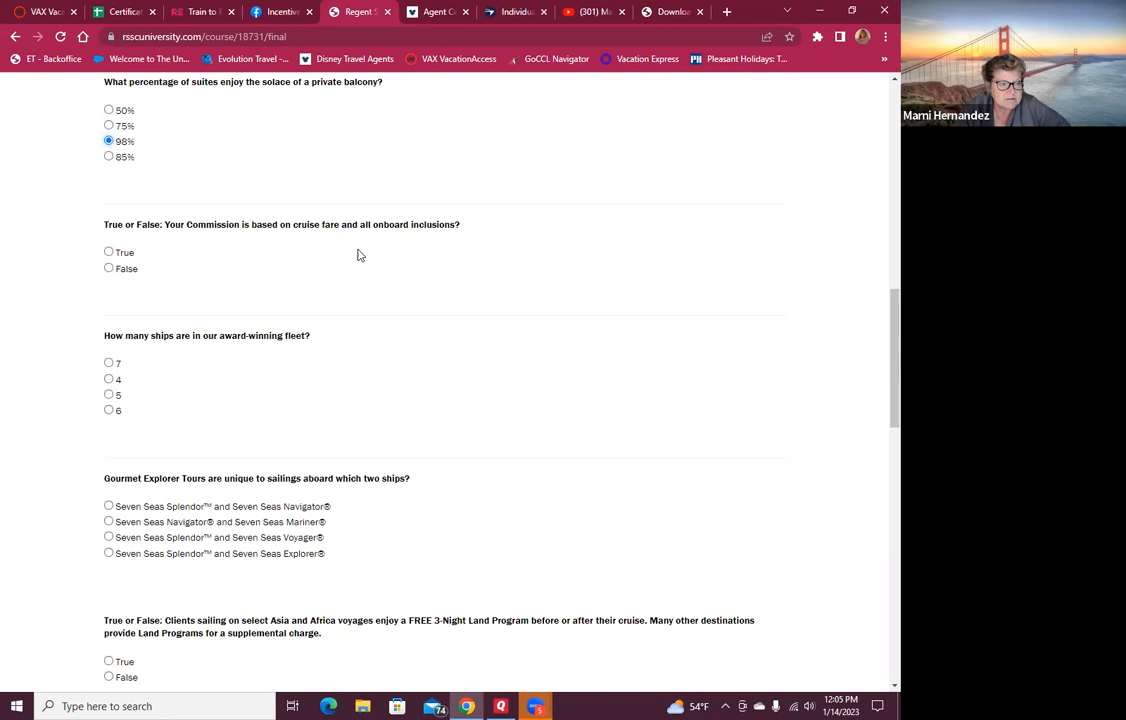 VAX Vaca
Certificat
Train to F
Incentive
Regent S
Agent Ce
Individua
(301) Ma
Downloa
rsscuniversity.com/course/18731/final
ET - Backoffice
Welcome to The Un...
Evolution Travel -...
Disney Travel Agents
VAX VacationAccess
GoCCL Navigator
Vacation Express
Pleasant Holidays: T...
What percentage of suites enjoy the solace of a private balcony?
50%
75%
98%
85%
True or False: Your Commission is based on cruise fare and all onboard inclusions?
True
False
How many ships are in our award-winning fleet?
7
4
5
6
Gourmet Explorer Tours are unique to sailings aboard which two ships?
Seven Seas Splendor™ and Seven Seas Navigator®
Seven Seas Navigator® and Seven Seas Mariner®
Seven Seas Splendor™ and Seven Seas Voyager®
Seven Seas Splendor™ and Seven Seas Explorer®
True or False: Clients sailing on select Asia and Africa voyages enjoy a FREE 3-Night Land Program before or after their cruise. Many other destinations
provide Land Programs for a supplemental charge.
True
False
Marni Hernandez
Type here to search
74
5
54°F
12:05 PM
1/14/2023